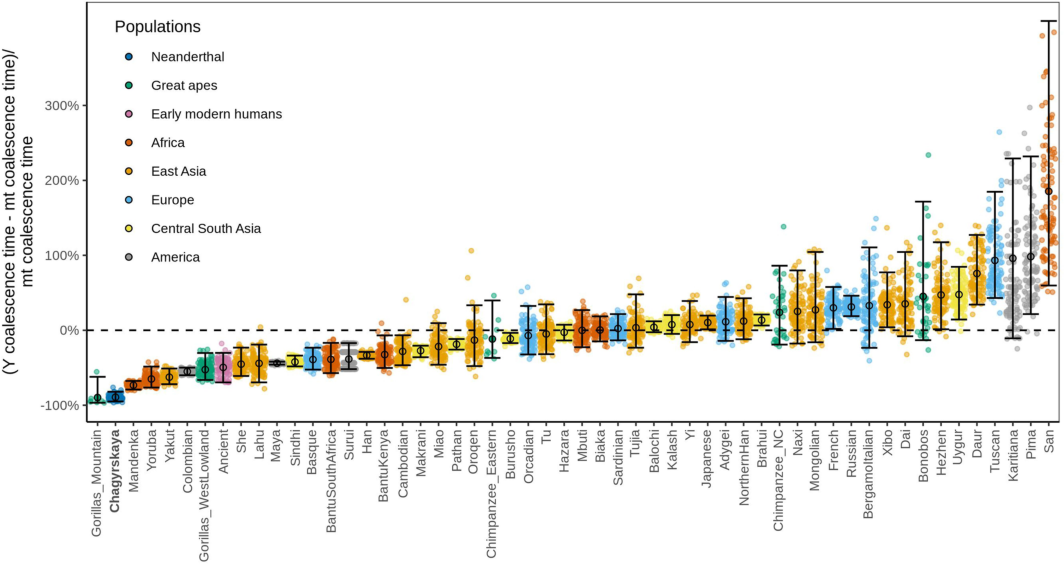 (Y coalescence time - mt coalescence time)/
mt coalescence time
Populations
Neanderthal
Great apes
Early modern humans
Africa
East Asia
Europe
Central South Asia
America
300%
200%
100%
0%
-100%
Gorillas_Mountain
Chagyrskaya
Mandenka
Yoruba
Yakut
Colombian
Gorillas_WestLowland
Ancient
She
Lahu
Maya
Sindhi
Basque
BantuSouthAfrica
Surui
Han
BantuKenya
Cambodian
Makrani
Miao
Pathan
Oroqen
Chimpanzee_Eastern
Burusho
Orcadian
Tu
Hazara
Mbuti
Biaka
Sardinian
Tujia
Balochi
Kalash
Yi
Japanese
Adygei
NorthernHan
Brahui
Chimpanzee_NC
Naxi
Mongolian
French
Russian
BergamoItalian
Xibo
Dai
Bonobos
Hezhen
Uygur
Daur
Tuscan
Karitiana
Pima
San